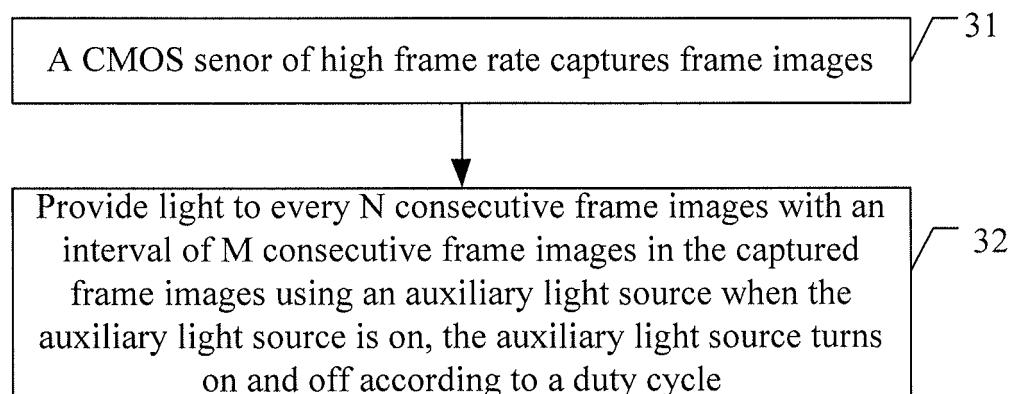 A CMOS senor of high frame rate captures frame images
31
Provide light to every N consecutive frame images with an
interval of M consecutive frame images in the captured
frame images using an auxiliary light source when the
auxiliary light source is on, the auxiliary light source turns
on and off according to a duty cycle
32